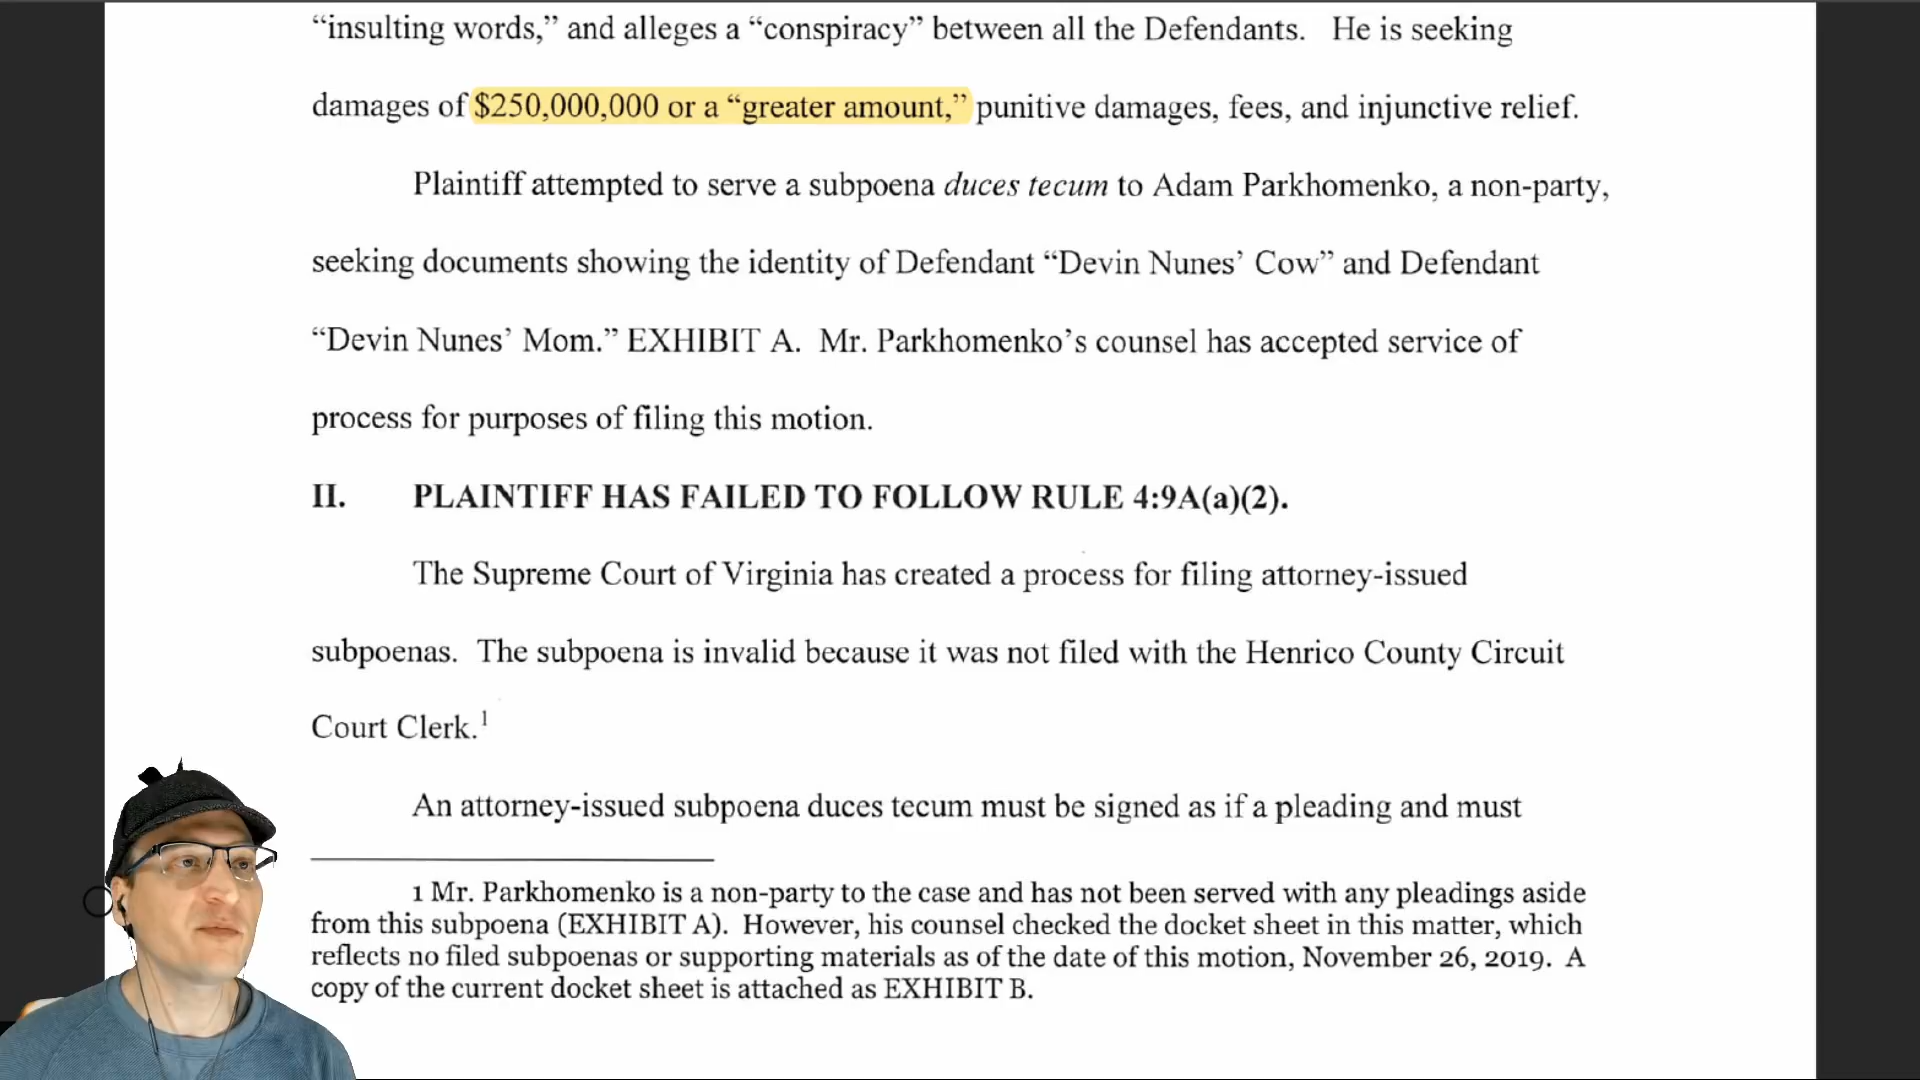 “insulting words,” and alleges a “conspiracy” between all the Defendants. He is seeking
damages of $250,000,000 or a “greater amount,” punitive damages, fees, and injunctive relief.
Plaintiff attempted to serve a subpoena duces tecum to Adam Parkhomenko, a non-party,
seeking documents showing the identity of Defendant “Devin Nunes’ Cow” and Defendant
“Devin Nunes’ Mom.” EXHIBIT A. Mr. Parkhomenko’s counsel has accepted service of
process for purposes of filing this motion.
II. PLAINTIFF HAS FAILED TO FOLLOW RULE 4:9A(a)(2).
The Supreme Court of Virginia has created a process for filing attorney-issued
subpoenas. The subpoena is invalid because it was not filed with the Henrico County Circuit
Court Clerk.1
An attorney-issued subpoena duces tecum must be signed as if a pleading and must
1 Mr. Parkhomenko is a non-party to the case and has not been served with any pleadings aside
from this subpoena (EXHIBIT A). However, his counsel checked the docket sheet in this matter, which
reflects no filed subpoenas or supporting materials as of the date of this motion, November 26, 2019. A
copy of the current docket sheet is attached as EXHIBIT B.